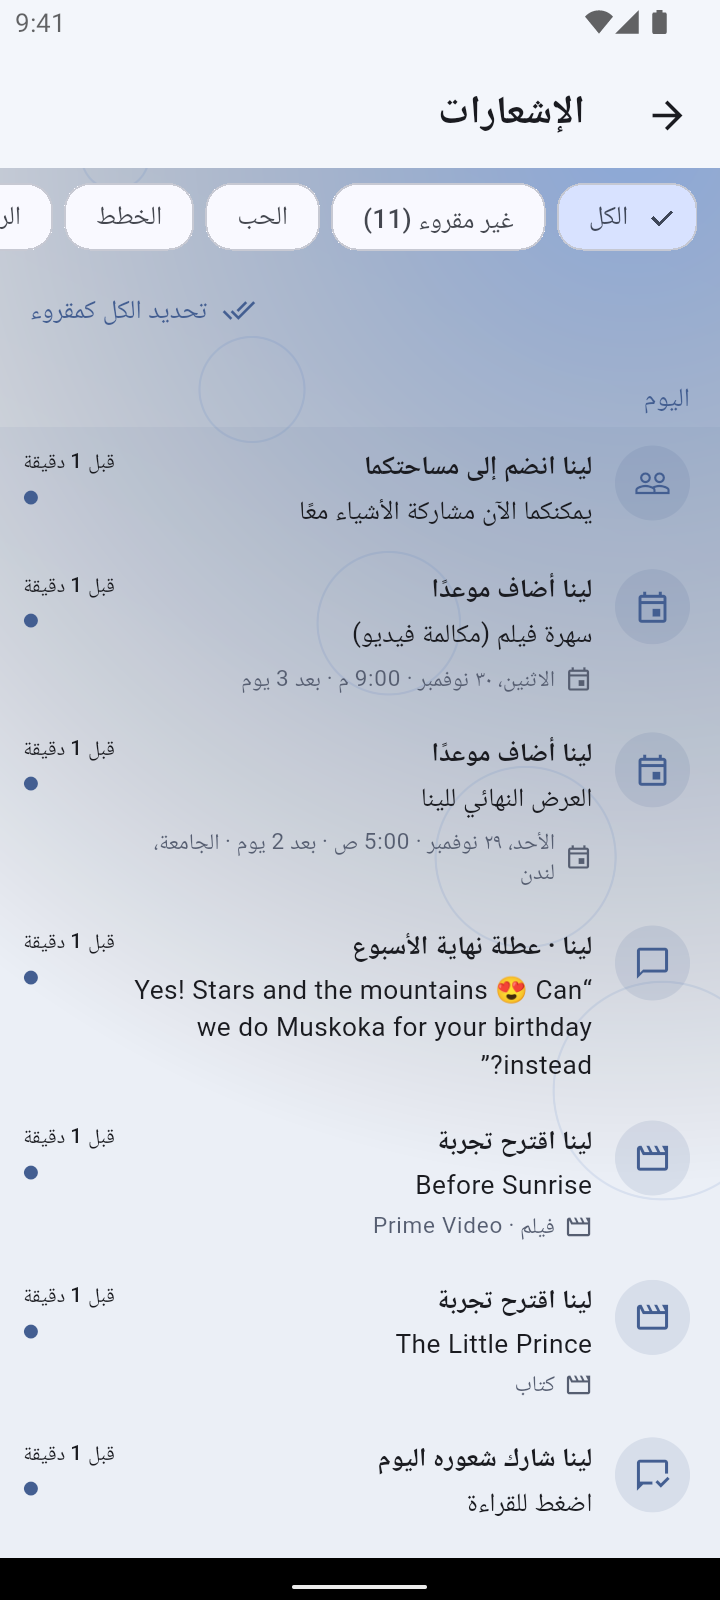 9:41
الإشعارات
الكل
غير مقروء (11)
الحب
الخطط
الر
تحديد الكل كمقروء
اليوم
لينا انضم إلى مساحتكما
قبل 1 دقيقة
يمكنكما الآن مشاركة الأشياء معًا
لينا أضاف موعدًا
قبل 1 دقيقة
سهرة فيلم (مكالمة فيديو)
الاثنين، ٣٠ نوفمبر · 9:00 م · بعد 3 يوم
لينا أضاف موعدًا
قبل 1 دقيقة
العرض النهائي للينا
الأحد، ٢٩ نوفمبر · 5:00 ص · بعد 2 يوم · الجامعة،
لندن
لينا · عطلة نهاية الأسبوع
قبل 1 دقيقة
“Yes! Stars and the mountains 😍 Can
we do Muskoka for your birthday
instead?”
لينا اقترح تجربة
قبل 1 دقيقة
Before Sunrise
فيلم · Prime Video
لينا اقترح تجربة
قبل 1 دقيقة
The Little Prince
كتاب
لينا شارك شعوره اليوم
قبل 1 دقيقة
اضغط للقراءة